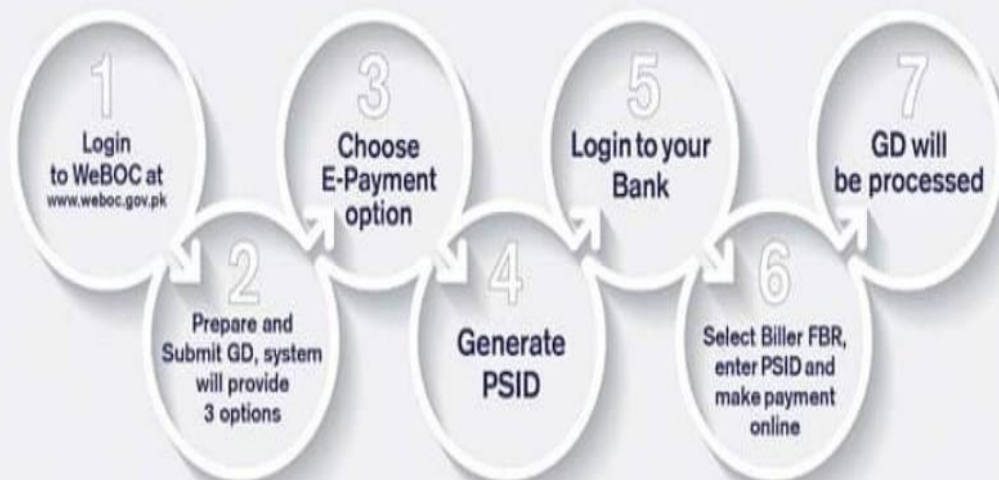 1
Login
to WeBOC at
www.weboc.gov.pk
2
Prepare and
Submit GD, system
will provide
3 options
3
Choose
E-Payment
option
4
Generate
PSID
5
Login to your
Bank
6
Select Biller FBR,
enter PSID and
make payment
online
7
GD will
be processed